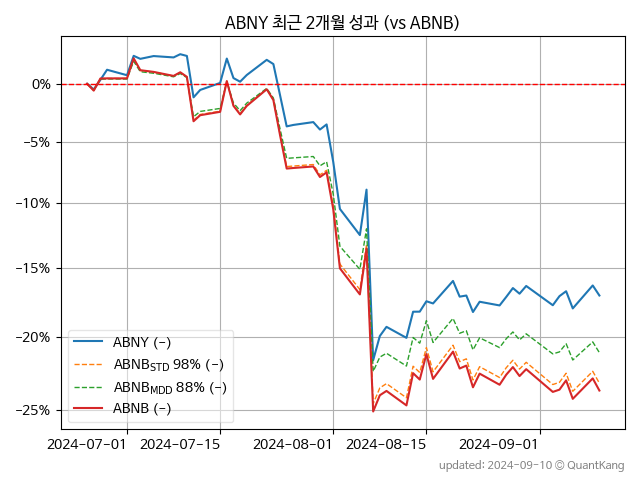 ABNY 최근 2개월 성과 (vs ABNB)
0%
−5%
−10%
−15%
−20%
−25%
ABNY (−)
ABNB_STD 98% (−)
ABNB_MDD 88% (−)
ABNB (−)
2024−07−01 2024−07−15 2024−08−01 2024−08−15 2024−09−01
updated: 2024-09-10 © QuantKang